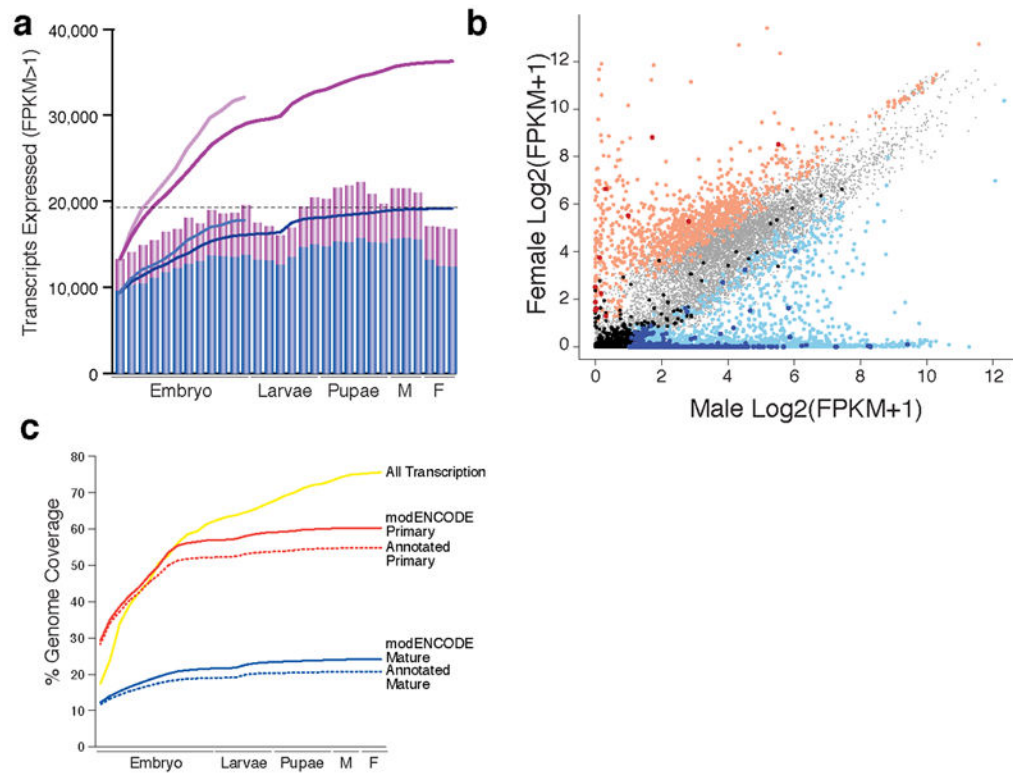 a
Transcripts Expressed (FPKM>1)
40,000
30,000
20,000
10,000
0
Embryo Larvae Pupae M F
b
Female Log2(FPKM+1)
12
10
8
6
4
2
0
0 2 4 6 8 10 12
Male Log2(FPKM+1)
c
% Genome Coverage
80
70
60
50
40
30
20
10
0
All Transcription
modENCODE
Primary
Annotated
Primary
modENCODE
Mature
Annotated
Mature
Embryo Larvae Pupae M F